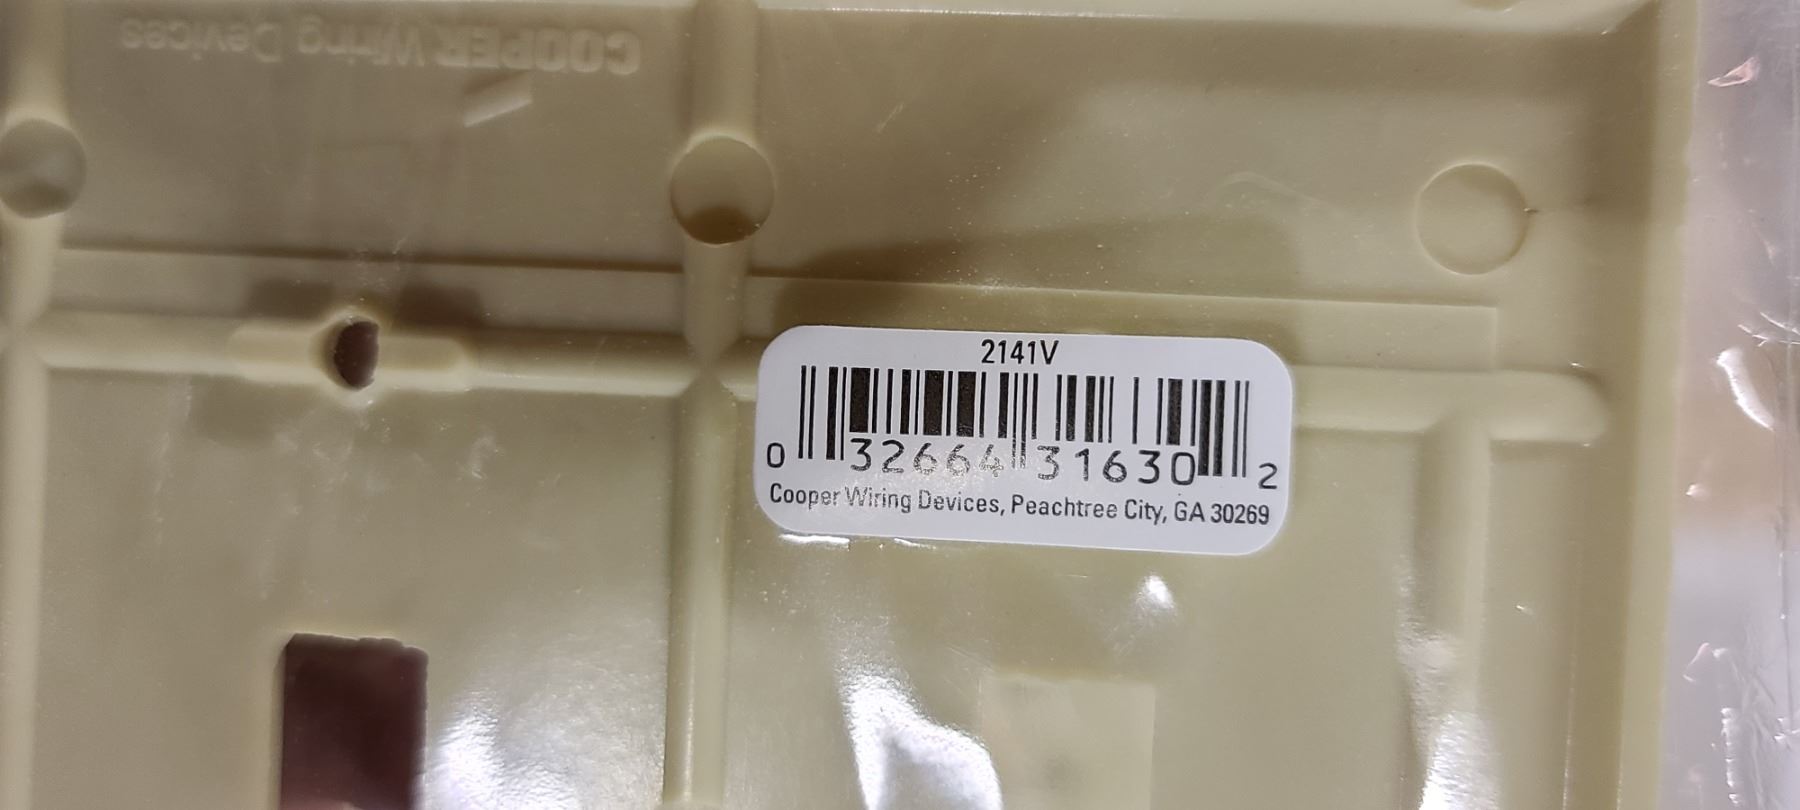 COOPER Wiring Devices
2141V
0 32664 31630 2
Cooper Wiring Devices, Peachtree City, GA 30269